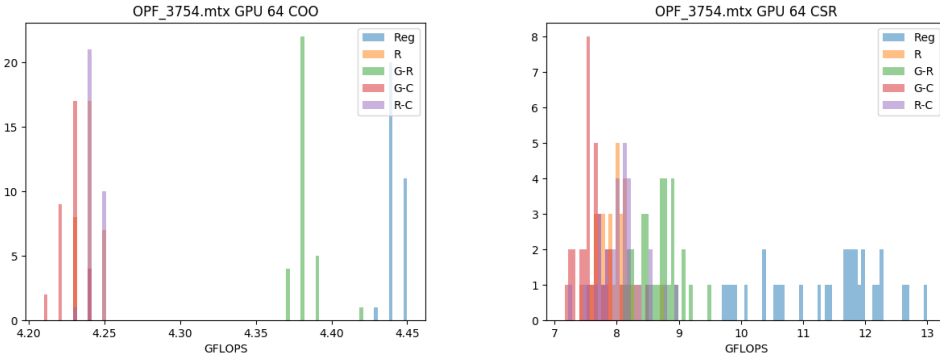 OPF_3754.mtx GPU 64 COO
20
15
10
5
0
4.20
4.25
4.30
4.35
4.40
4.45
GFLOPS
Reg
R
G-R
G-C
R-C
OPF_3754.mtx GPU 64 CSR
8
7
6
5
4
3
2
1
0
7
8
9
10
11
12
13
GFLOPS
Reg
R
G-R
G-C
R-C